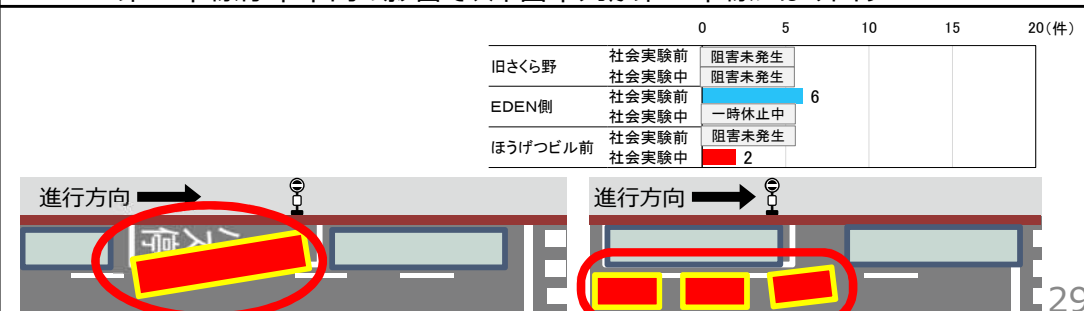 0 5 10 15 20(件)
旧さくら野 社会実験前 阻害未発生
社会実験中 阻害未発生
EDEN側 社会実験前 6
社会実験中 一時休止中
ほうげつビル前 社会実験前 阻害未発生
社会実験中 2
進行方向 進行方向
バス停
29